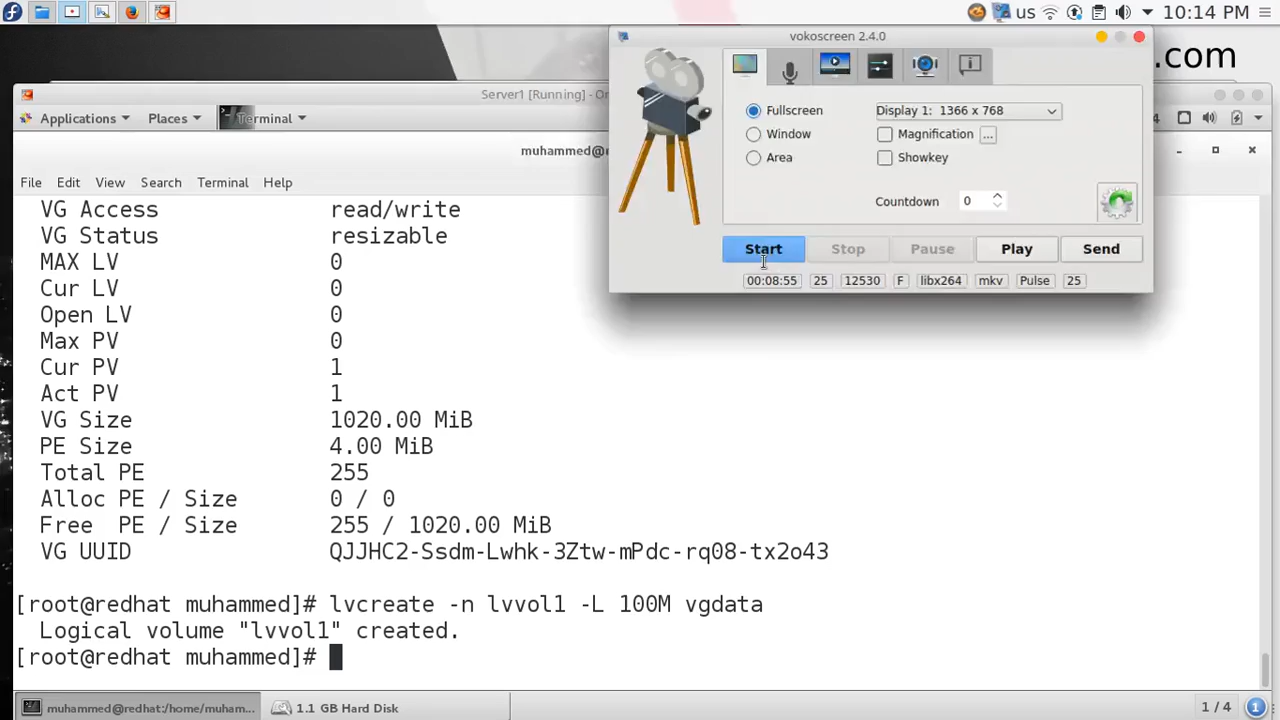 us
10:14 PM
vokoscreen 2.4.0
.com
Server1 [Running] - Or
Applications
Places
Terminal
muhammed@
File Edit View Search Terminal Help
Fullscreen
Display 1: 1366 x 768
Window
Magnification
...
Area
Showkey
Countdown
0
Start
Stop
Pause
Play
Send
00:08:55
25
12530
F
libx264
mkv
Pulse
25
VG Access read/write
VG Status resizable
MAX LV 0
Cur LV 0
Open LV 0
Max PV 0
Cur PV 1
Act PV 1
VG Size 1020.00 MiB
PE Size 4.00 MiB
Total PE 255
Alloc PE / Size 0 / 0
Free PE / Size 255 / 1020.00 MiB
VG UUID QJJHC2-Ssdm-Lwhk-3Ztw-mPdc-rq08-tx2o43
[root@redhat muhammed]# lvcreate -n lvvol1 -L 100M vgdata
Logical volume "lvvol1" created.
[root@redhat muhammed]#
muhammed@redhat:/home/muham...
1.1 GB Hard Disk
1 / 4
1